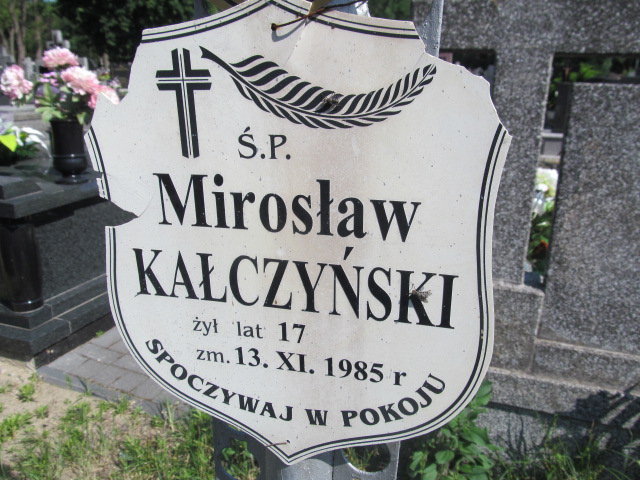 Ś.P.
Mirosław
KAŁCZYŃSKI
żył lat 17
zm. 13. XI. 1985 r
SPOCZYWAJ W POKOJU